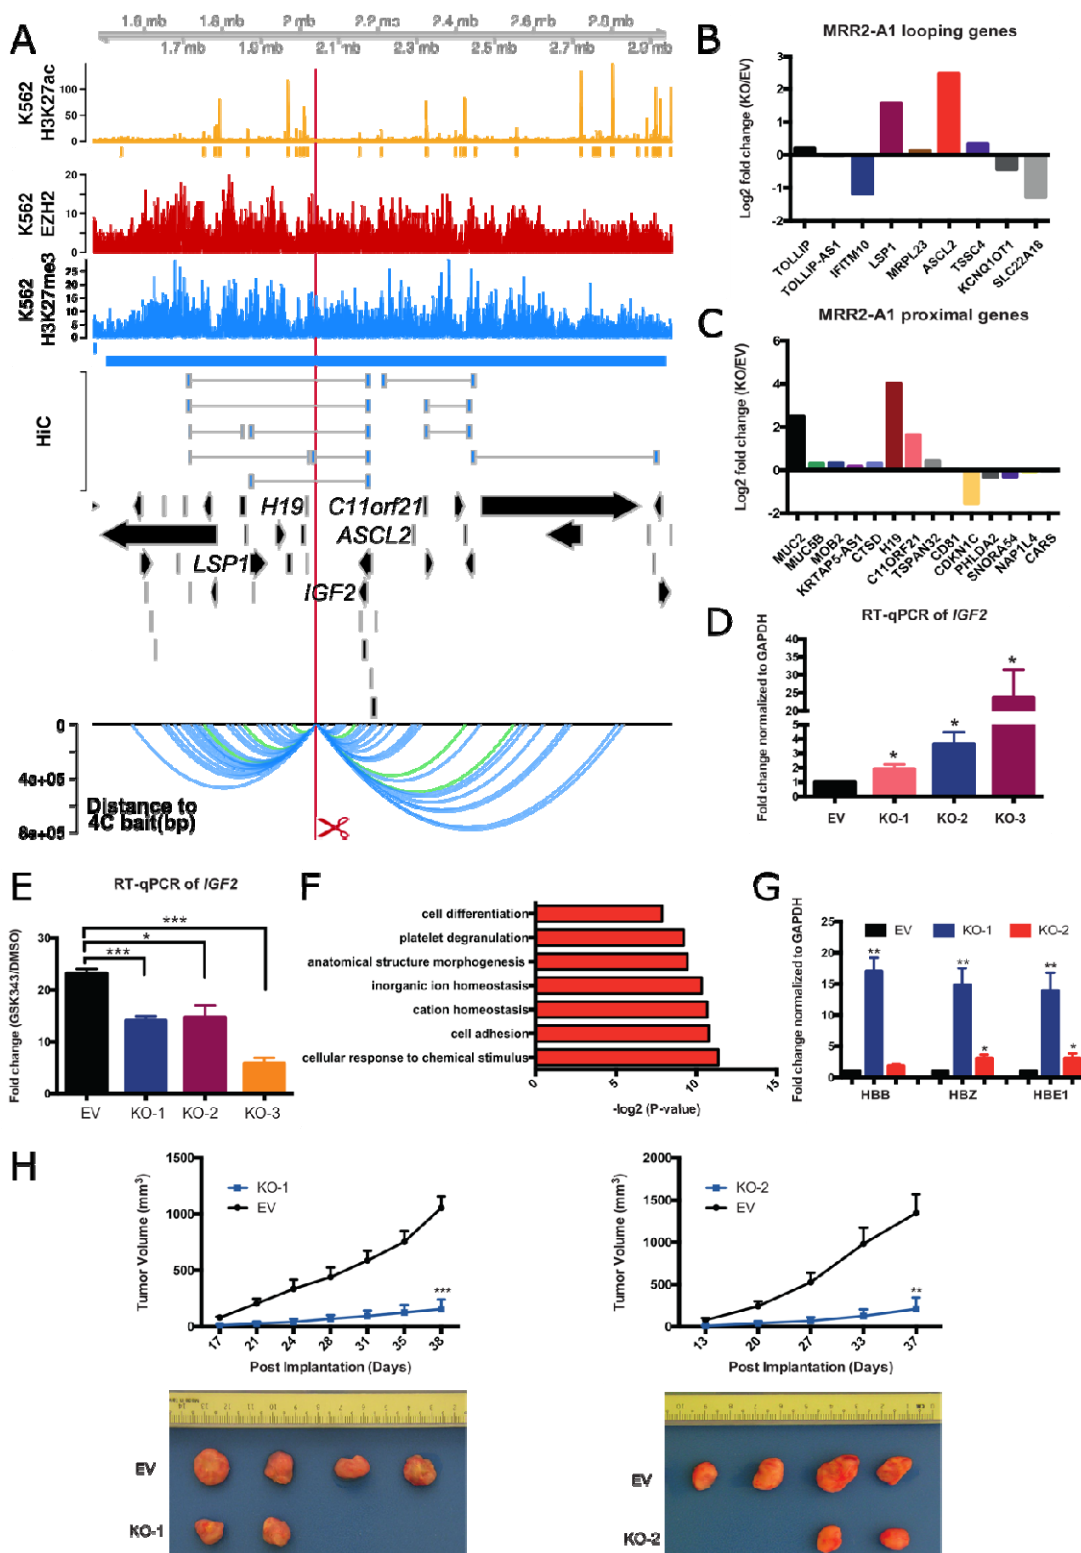 A
1.6 mb 1.8 mb 2 mb 2.2 mb 2.4 mb 2.6 mb 2.8 mb
1.7 mb 1.9 mb 2.1 mb 2.3 mb 2.5 mb 2.7 mb 2.9 mb
K562
H3K27ac
100
50
0
K562
EZH2
20
10
0
K562
H3K27me3
25
20
15
10
5
0
HiC
H19 C11orf21
ASCL2
LSP1
IGF2
0
4e+05
8e+05
Distance to
4C bait(bp)
B
MRR2-A1 looping genes
Log2 fold change (KO/EV)
3
2
1
0
-1
-2
TOLLIP
TOLLIP-AS1
IFITM10
LSP1
MRPL23
ASCL2
TSSC4
KCNQ1OT1
SLC22A18
C
MRR2-A1 proximal genes
Log2 fold change (KO/EV)
6
4
2
0
-2
MUC2
MUC5B
MOB2
KRTAP5-AS1
CTSD
H19
C11ORF21
TSPAN32
CD81
CDKN1C
PHLDA2
SNORA54
NAP1L4
CARS
D
RT-qPCR of IGF2
Fold change normalized to GAPDH
40
35
30
25
20
5
4
3
2
1
0
* * *
EV KO-1 KO-2 KO-3
E
RT-qPCR of IGF2
Fold change (GSK343/DMSO)
30
20
10
0
***
*
***
EV KO-1 KO-2 KO-3
F
cell differentiation
platelet degranulation
anatomical structure morphogenesis
inorganic ion homeostasis
cation homeostasis
cell adhesion
cellular response to chemical stimulus
0 5 10 15
-log2 (P-value)
G
Fold change normalized to GAPDH
EV KO-1 KO-2
25
20
15
10
5
0
** ** **
* *
HBB HBZ HBE1
H
Tumor Volume (mm3)
1500
1000
500
0
KO-1
EV
***
17 21 24 28 31 35 38
Post Implantation (Days)
Tumor Volume (mm3)
2000
1500
1000
500
0
KO-2
EV
**
13 20 27 33 37
Post Implantation (Days)
EV
KO-1
EV
KO-2